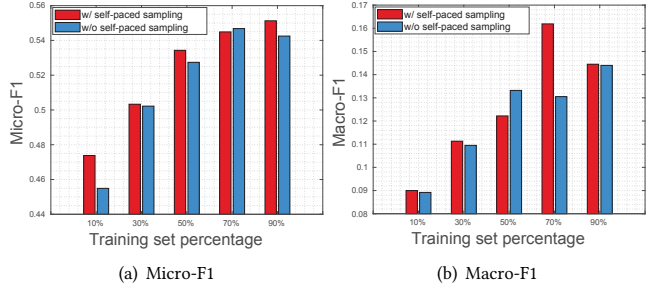 w/ self-paced sampling
w/o self-paced sampling
0.56
0.54
0.52
0.5
0.48
0.46
0.44
Micro-F1
10% 30% 50% 70% 90%
Training set percentage
(a) Micro-F1
w/ self-paced sampling
w/o self-paced sampling
0.17
0.16
0.15
0.14
0.13
0.12
0.11
0.1
0.09
0.08
Macro-F1
10% 30% 50% 70% 90%
Training set percentage
(b) Macro-F1